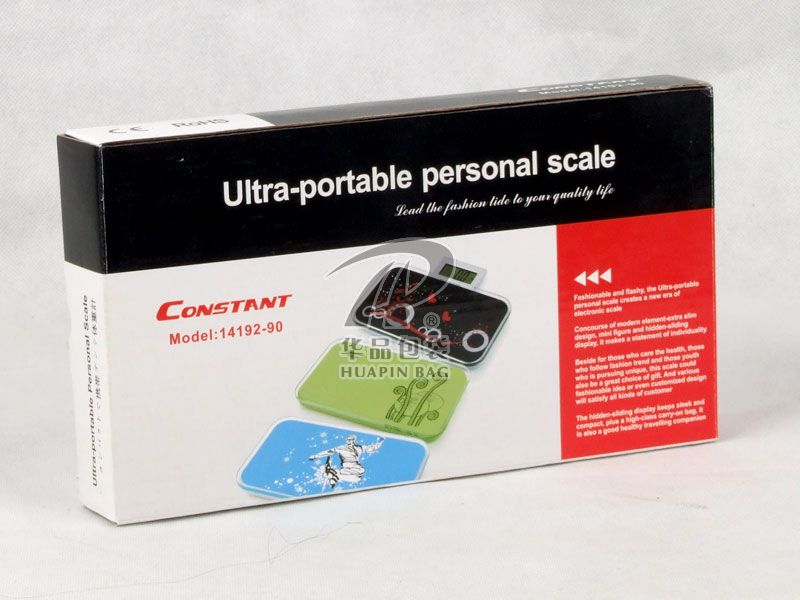 CE RoHS
CONSTANT
Model:14192-90
Ultra-portable personal scale
Lead the fashion tide to your quality life
CONSTANT
Model:14192-90
Fashionable and flashy, the Ultra-portable
personal scale creates a new era of
electronic scale
Concourse of modern element-extra slim
design, mini figure and hidden-sliding
display, it makes a statement of individuality
Beside for those who care the health, those
who follow fashion trend and those youth
who is pursuing unique, this scale could
also be a great choice of gift. And various
fashionable idea or even customized design
will satisfy all kinds of customer
The hidden-sliding display keeps sleek and
compact, plus a high-class carry-on bag, it
is also a good healthy travelling companion
Ultra-portable Personal Scale
华品包装
®
HUAPIN BAG